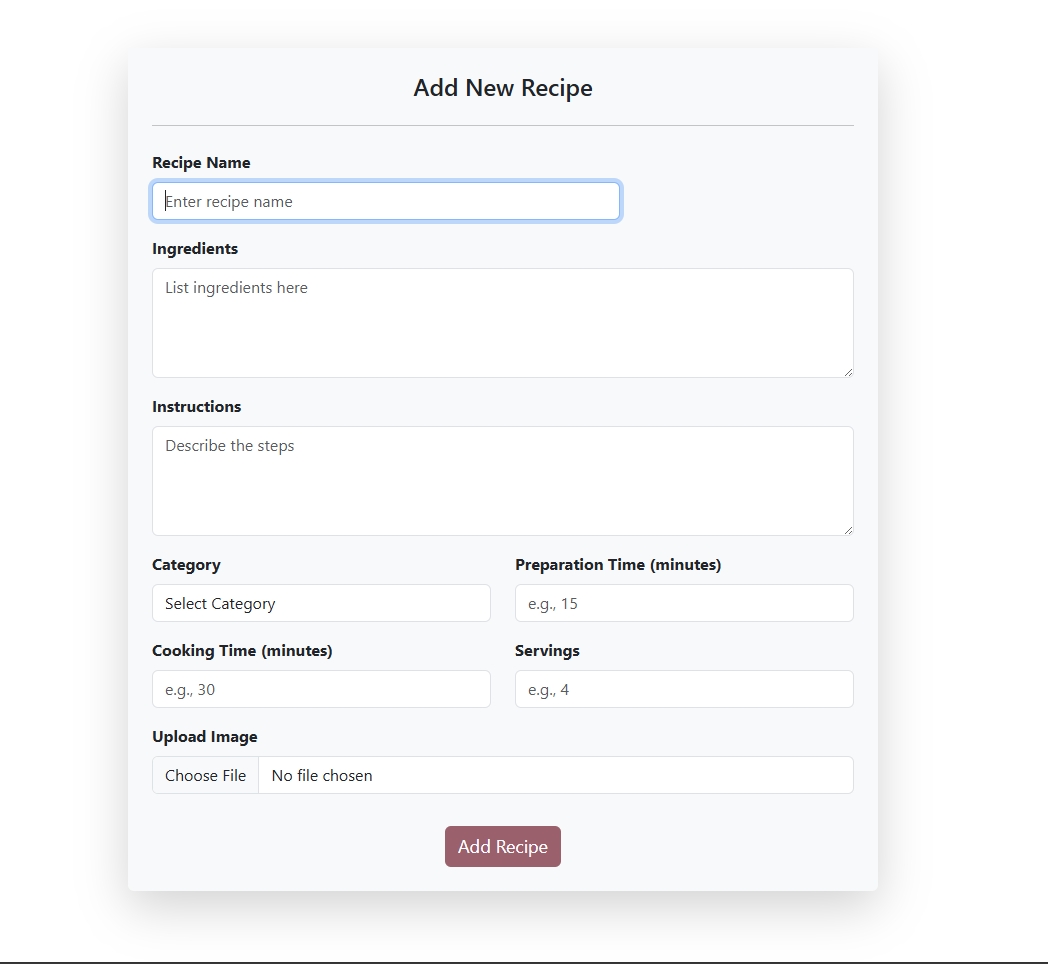 Add New Recipe
Recipe Name
Enter recipe name
Ingredients
List ingredients here
Instructions
Describe the steps
Category
Preparation Time (minutes)
Select Category
e.g., 15
Cooking Time (minutes)
Servings
e.g., 30
e.g., 4
Upload Image
Choose File
No file chosen
Add Recipe